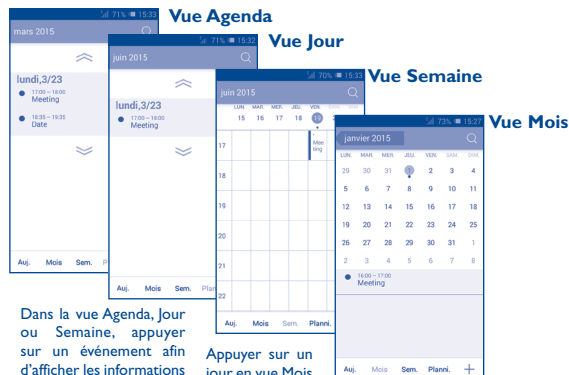 Vue Agenda
71% 15:33
mars 2015
lundi,3/23
17:00 – 18:00
Meeting
18:35 – 19:35
Date
Auj. Mois Sem.
Vue Jour
71% 15:32
juin 2015
lundi,3/23
17:00 – 18:00
Meeting
Auj. Mois Sem. Plan
Vue Semaine
70% 15:33
juin 2015
LUN. MAR. MER. JEU. VEN.
15 16 17 18 19
Mee
ting
17
18
19
20
21
22
Auj. Mois Sem. Planni.
Vue Mois
73% 15:27
janvier 2015
LUN. MAR. MER. JEU. VEN. SAM. DIM.
29 30 31 1 2 3 4
5 6 7 8 9 10 11
12 13 14 15 16 17 18
19 20 21 22 23 24 25
26 27 28 29 30 31 1
2 3 4 5 6 7 8
16:00 – 17:00
Meeting
Auj. Mois Sem. Planni. +
Dans la vue Agenda, Jour
ou Semaine, appuyer
sur un événement afin
d'afficher les informations
Appuyer sur un
jour en vue Mois